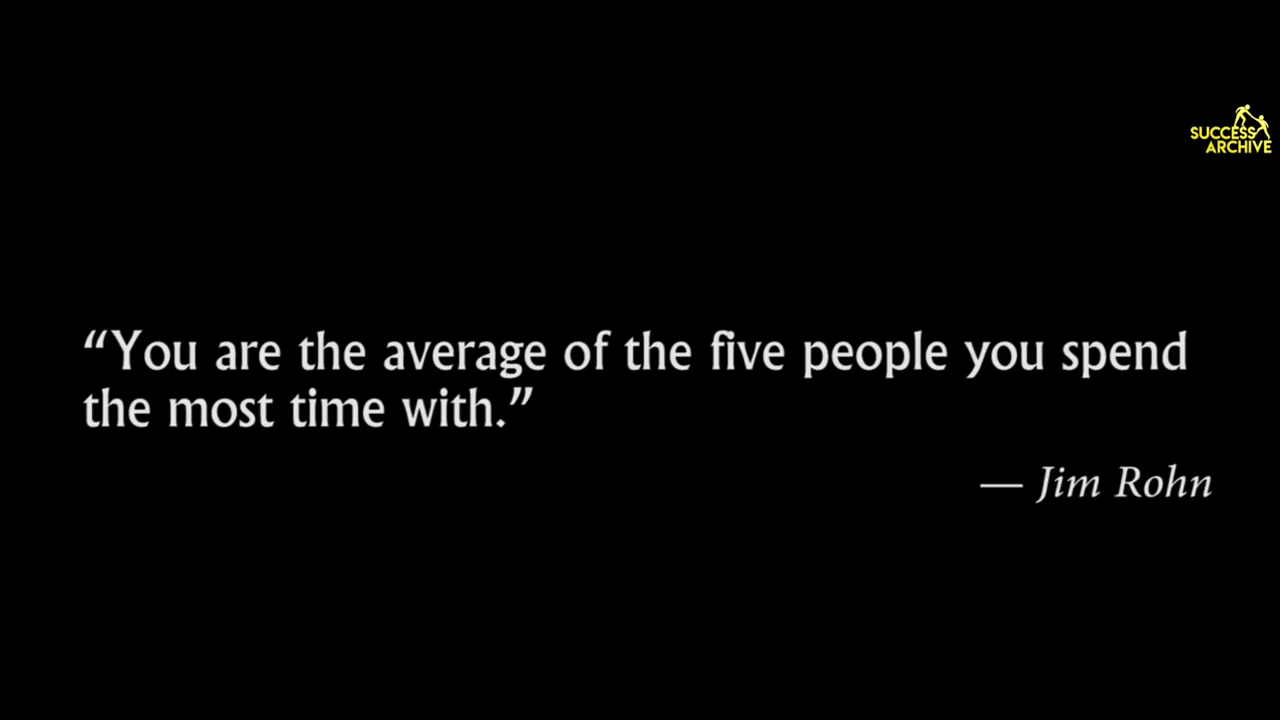 SUCCESS
ARCHIVE
“You are the average of the five people you spend
the most time with.”
— Jim Rohn